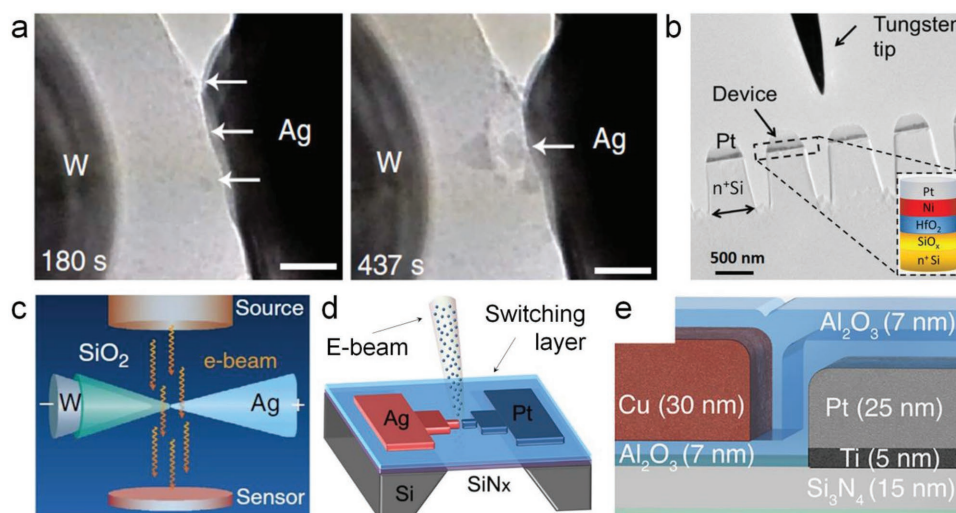 a
W
Ag
180 s
W
Ag
437 s
b
Tungsten
tip
Device
Pt
n⁺Si
500 nm
Pt
Ni
HfO₂
SiOₓ
n⁺ Si
c
Source
SiO₂
e-beam
W
Ag
+
Sensor
d
E-beam
Switching
layer
Ag
Pt
Si
SiNx
e
Al₂O₃ (7 nm)
Cu (30 nm)
Pt (25 nm)
Al₂O₃ (7 nm)
Ti (5 nm)
Si₃N₄ (15 nm)